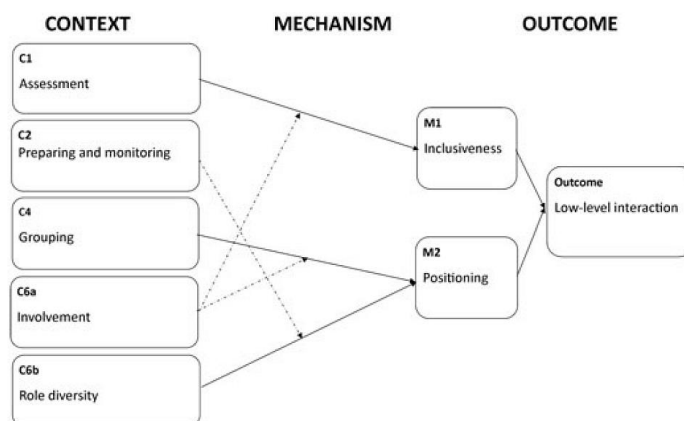 CONTEXT
MECHANISM
OUTCOME
C1
Assessment
C2
Preparing and monitoring
C4
Grouping
C6a
Involvement
C6b
Role diversity
M1
Inclusiveness
M2
Positioning
Outcome
Low-level interaction